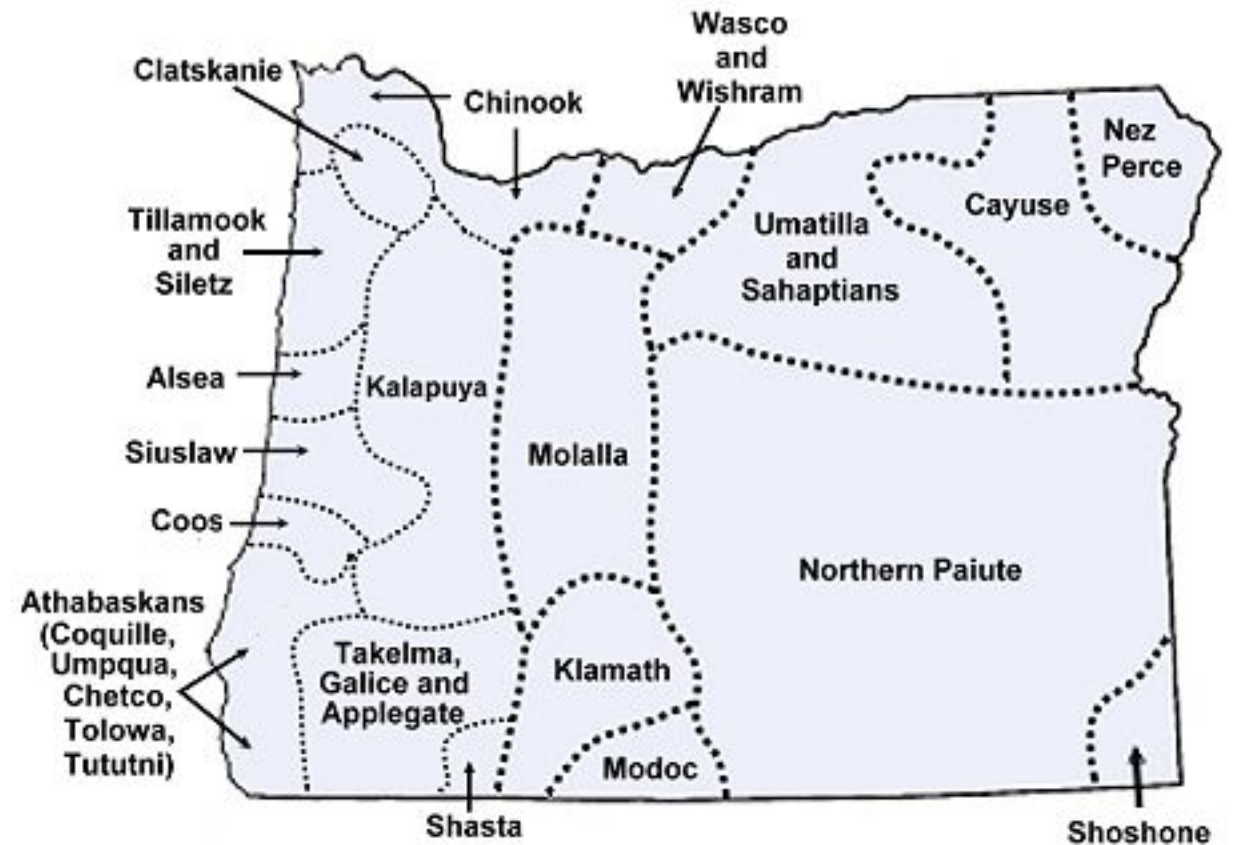 Wasco
and
Wishram
Clatskanie
Chinook
Nez
Perce
Cayuse
Tillamook
and
Siletz
Umatilla
and
Sahaptians
Alsea
Kalapuya
Siuslaw
Molalla
Coos
Northern Paiute
Athabaskans
(Coquille,
Umpqua,
Chetco,
Tolowa,
Tututni)
Takelma,
Galice and
Applegate
Klamath
Modoc
Shasta
Shoshone